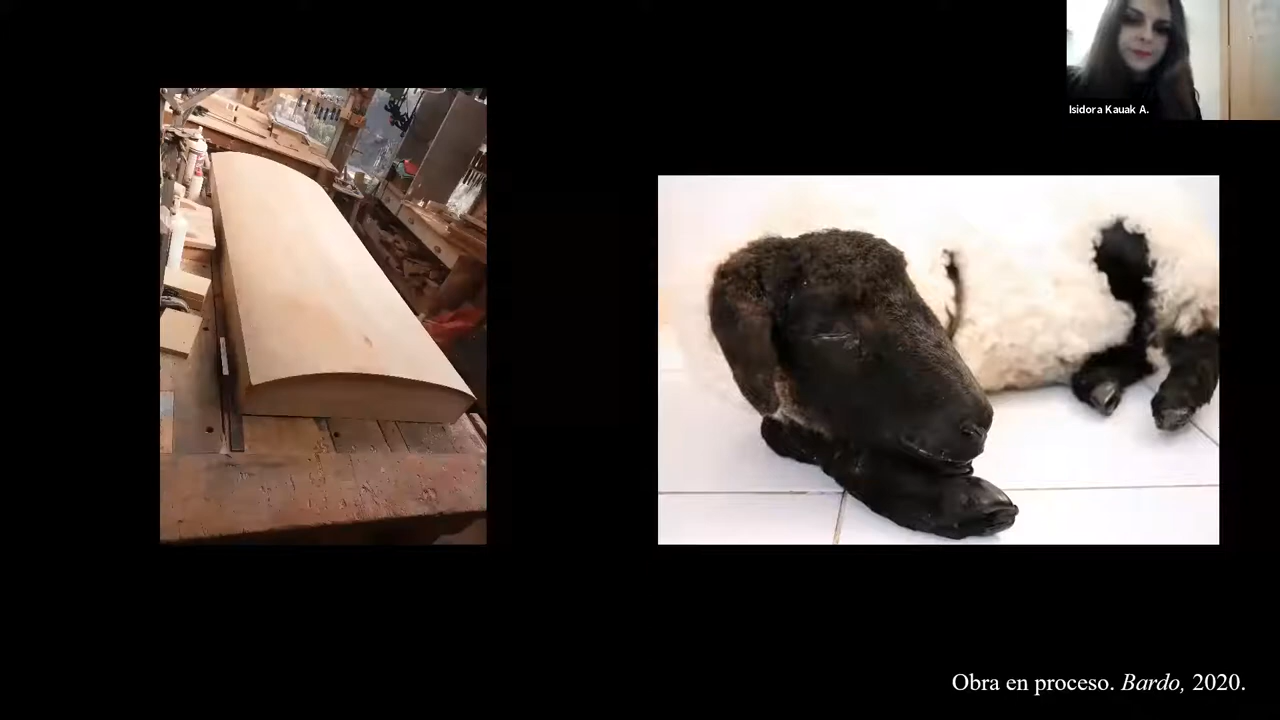 Isidora Kauak A.
Obra en proceso. Bardo, 2020.